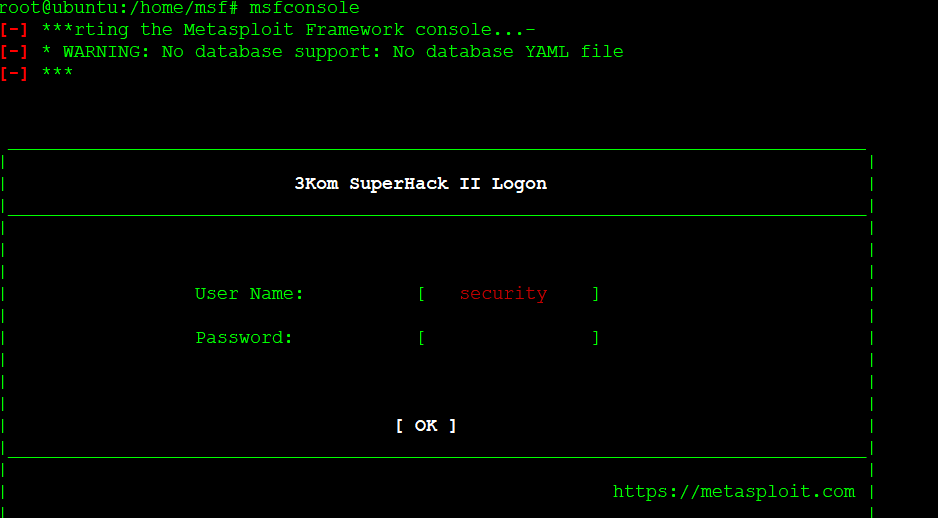 root@ubuntu:/home/msf# msfconsole
[-] ***rting the Metasploit Framework console...-
[-] * WARNING: No database support: No database YAML file
[-] ***
3Kom SuperHack II Logon
User Name: [ security ]
Password: [ ]
[ OK ]
https://metasploit.com